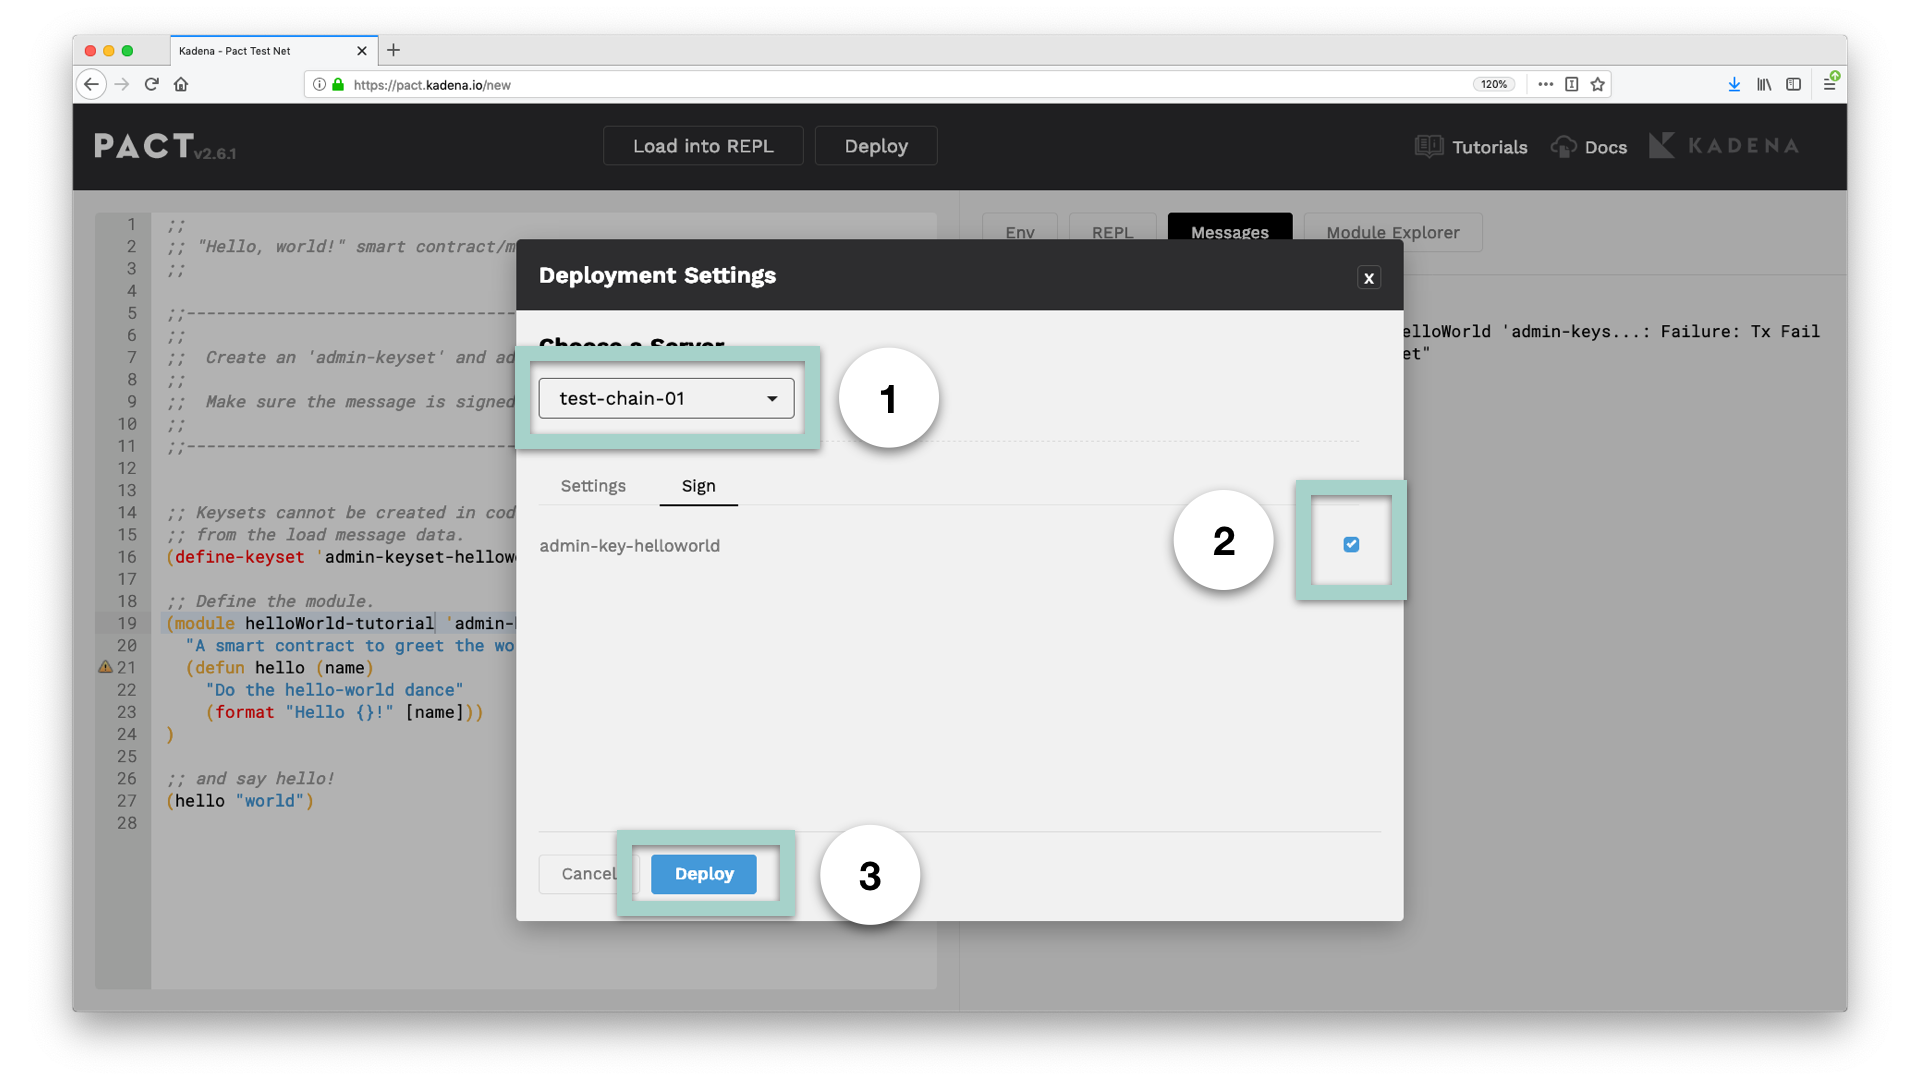 Kadena - Pact Test Net
https://pact.kadena.io/new
120%
PACT v2.6.1
Load into REPL
Deploy
Tutorials
Docs
KADENA
Env
REPL
Messages
Module Explorer
1 ;;
2 ;; "Hello, world!" smart contract/m
3 ;;
4
5 ;;---------------------------------
6 ;;
7 ;;  Create an 'admin-keyset' and ad
8 ;;
9 ;;  Make sure the message is signed
10 ;;
11 ;;---------------------------------
12
13
14 ;; Keysets cannot be created in cod
15 ;; from the load message data.
16 (define-keyset 'admin-keyset-hellow
17
18 ;; Define the module.
19 (module helloWorld-tutorial 'admin-k
20   "A smart contract to greet the wo
21   (defun hello (name)
22     "Do the hello-world dance"
23     (format "Hello {}!" [name]))
24 )
25
26 ;; and say hello!
27 (hello "world")
28
elloWorld 'admin-keys...: Failure: Tx Fail
et"
Deployment Settings
x
Choose a Server
test-chain-01
1
Settings
Sign
admin-key-helloworld
2
Cancel
Deploy
3